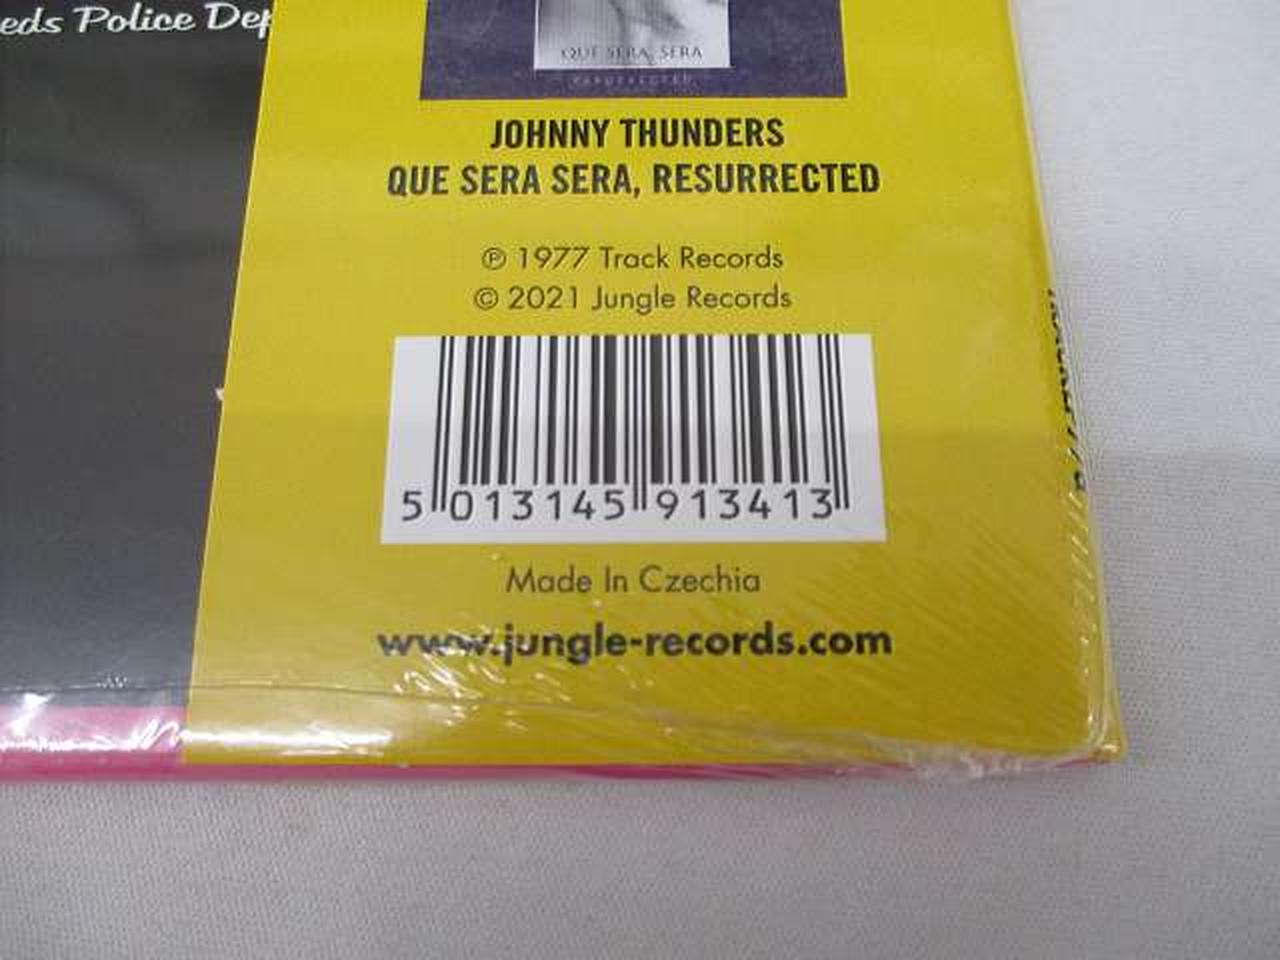 eds Police Dep
QUE SERA, SERA
RESURRECTED
JOHNNY THUNDERS
QUE SERA SERA, RESURRECTED
℗ 1977 Track Records
© 2021 Jungle Records
5 013145 913413
Made In Czechia
www.jungle-records.com